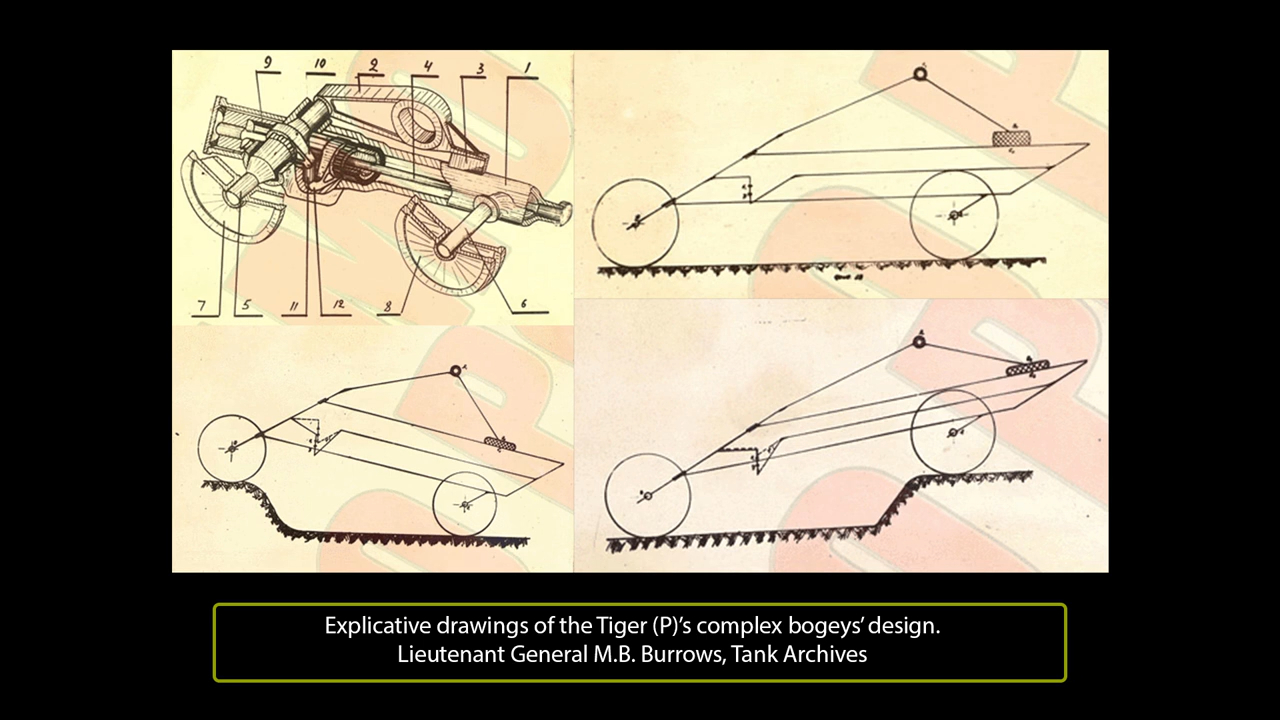 9 10 2 4 3 1
7 5 11 12 8 6
Explicative drawings of the Tiger (P)’s complex bogeys’ design.
Lieutenant General M.B. Burrows, Tank Archives